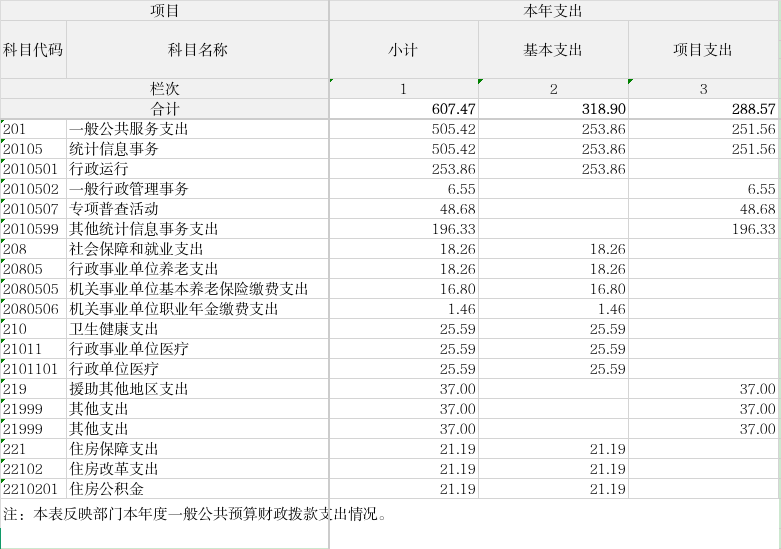 项目 本年支出
科目代码 科目名称 小计 基本支出 项目支出
栏次 1 2 3
合计 607.47 318.90 288.57
201 一般公共服务支出 505.42 253.86 251.56
20105 统计信息事务 505.42 253.86 251.56
2010501 行政运行 253.86 253.86
2010502 一般行政管理事务 6.55 6.55
2010507 专项普查活动 48.68 48.68
2010599 其他统计信息事务支出 196.33 196.33
208 社会保障和就业支出 18.26 18.26
20805 行政事业单位养老支出 18.26 18.26
2080505 机关事业单位基本养老保险缴费支出 16.80 16.80
2080506 机关事业单位职业年金缴费支出 1.46 1.46
210 卫生健康支出 25.59 25.59
21011 行政事业单位医疗 25.59 25.59
2101101 行政单位医疗 25.59 25.59
219 援助其他地区支出 37.00 37.00
21999 其他支出 37.00 37.00
21999 其他支出 37.00 37.00
221 住房保障支出 21.19 21.19
22102 住房改革支出 21.19 21.19
2210201 住房公积金 21.19 21.19
注：本表反映部门本年度一般公共预算财政拨款支出情况。